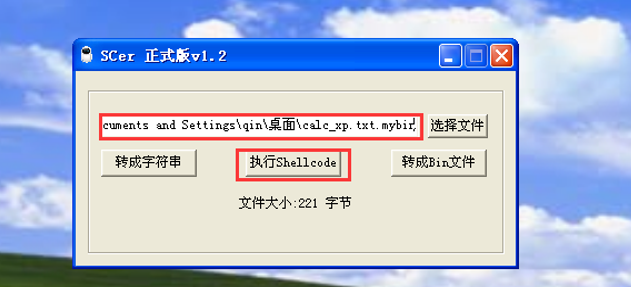 SCer 正式版v1.2
cuments and Settings\qin\桌面\calc_xp.txt.mybin
选择文件
转成字符串 执行Shellcode 转成Bin文件
文件大小:221 字节